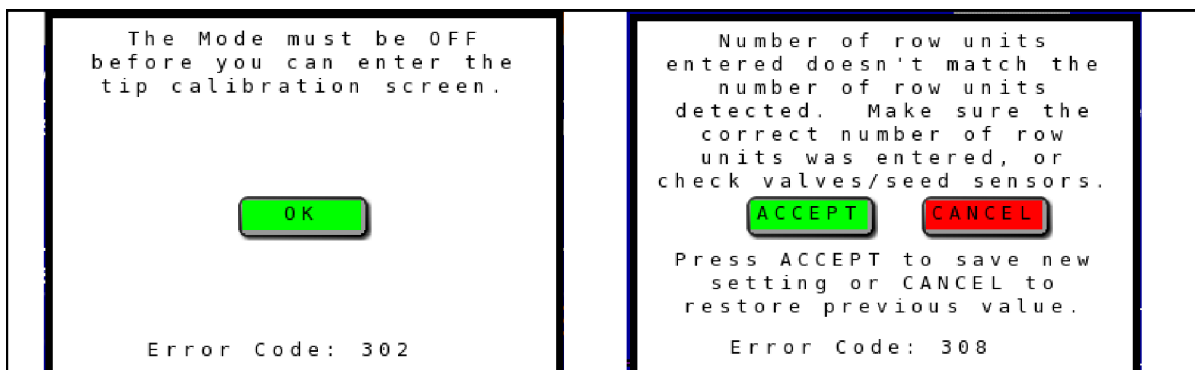 The Mode must be OFF
before you can enter the
tip calibration screen.
OK
Error Code: 302
Number of row units
entered doesn't match the
number of row units
detected. Make sure the
correct number of row
units was entered, or
check valves/seed sensors.
ACCEPT CANCEL
Press ACCEPT to save new
setting or CANCEL to
restore previous value.
Error Code: 308